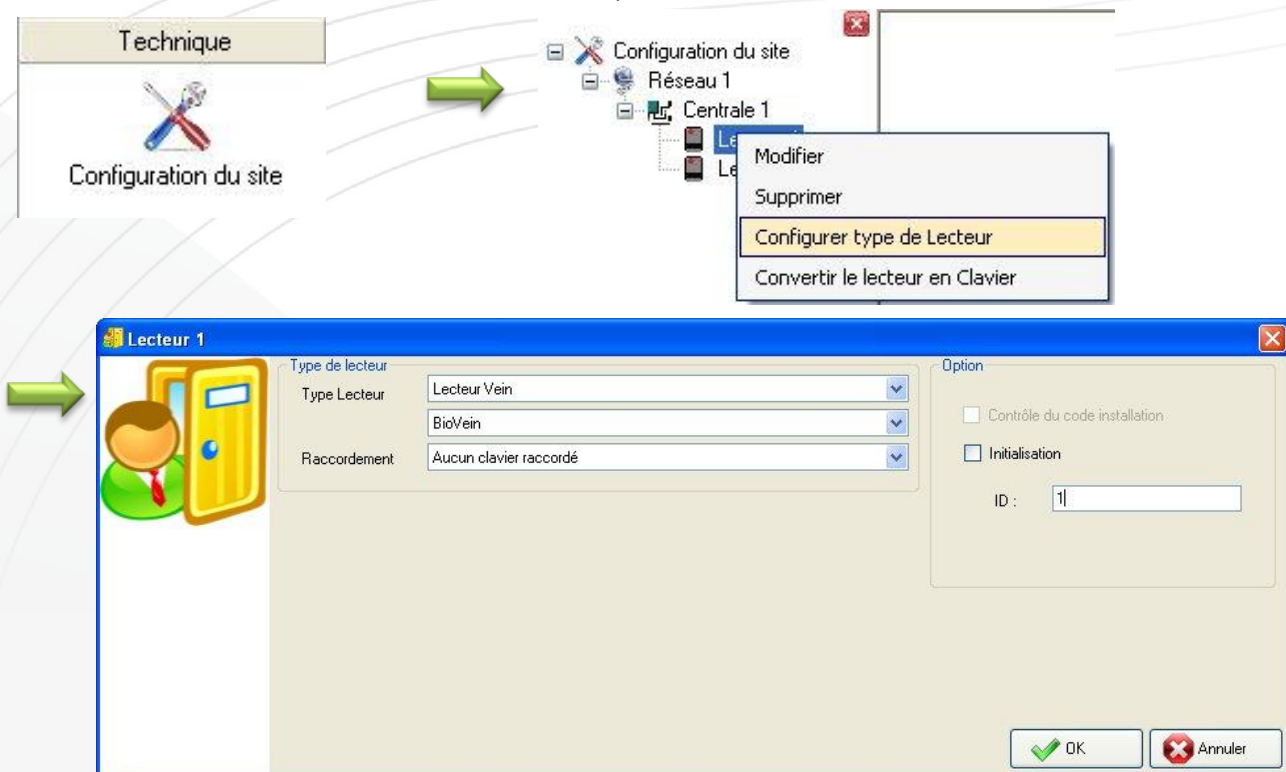 Technique
Configuration du site
Configuration du site
Réseau 1
Centrale 1
Le
Le
Modifier
Supprimer
Configurer type de Lecteur
Convertir le lecteur en Clavier
Lecteur 1
Type de lecteur
Type Lecteur
Lecteur Vein
BioVein
Raccordement
Aucun clavier raccordé
Option
Contrôle du code installation
Initialisation
ID :
1
OK
Annuler